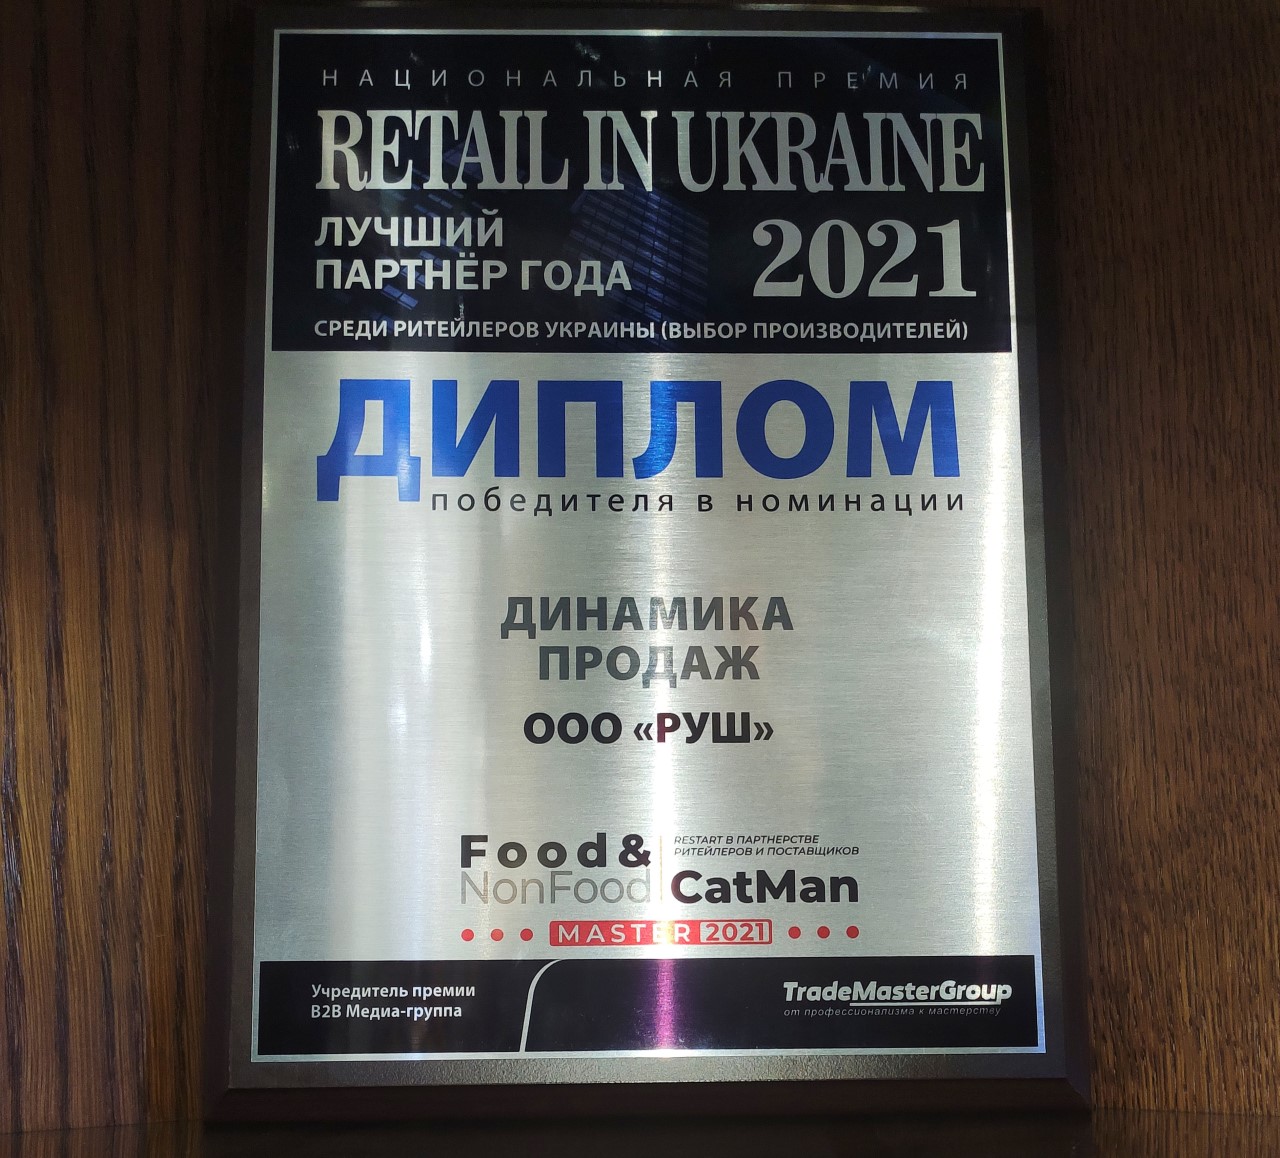 НАЦИОНАЛЬНАЯ ПРЕМИЯ
RETAIL IN UKRAINE
ЛУЧШИЙ
ПАРТНЁР ГОДА
2021
СРЕДИ РИТЕЙЛЕРОВ УКРАИНЫ (ВЫБОР ПРОИЗВОДИТЕЛЕЙ)
ДИПЛОМ
победителя в номинации
ДИНАМИКА
ПРОДАЖ
ООО «РУШ»
Food&
NonFood
RESTART В ПАРТНЕРСТВЕ
РИТЕЙЛЕРОВ И ПОСТАВЩИКОВ
CatMan
MASTER 2021
Учредитель премии
B2B Медиа-группа
TradeMasterGroup
от профессионализма к мастерству